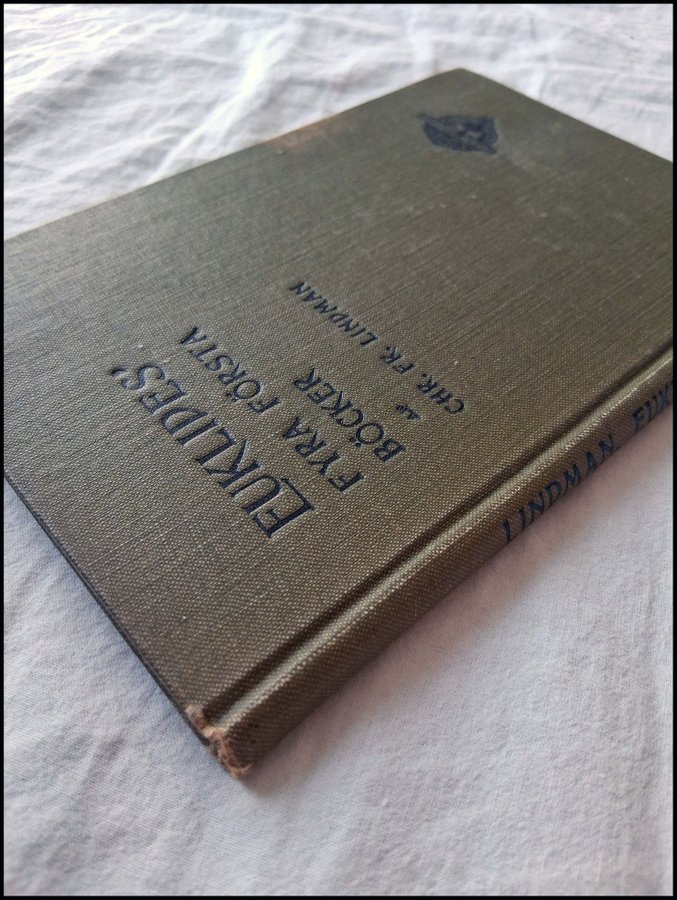 EUKLIDES'
FYRA FÖRSTA
BÖCKER
AF
CHR. FR. LINDMAN
LINDMAN